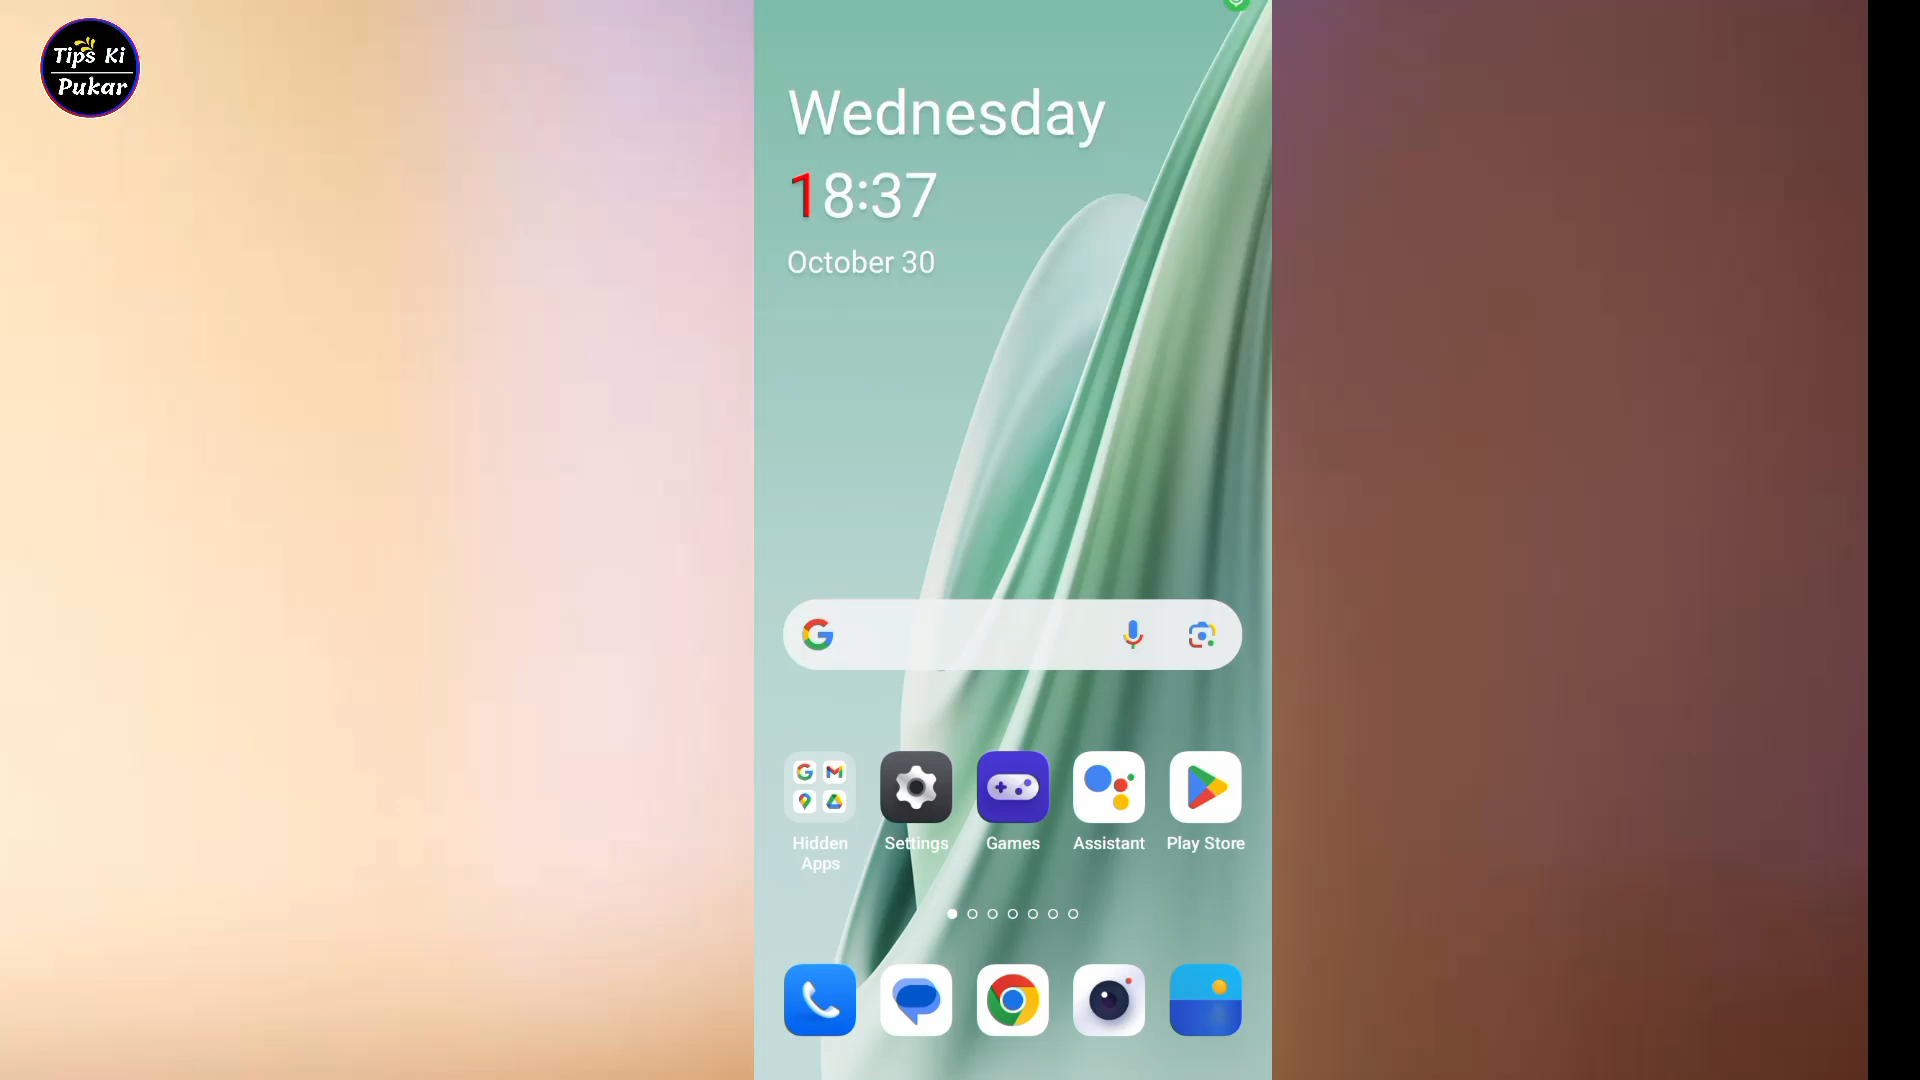 Tips Ki
Pukar
Wednesday
18:37
October 30
Hidden
Apps
Settings
Games
Assistant
Play Store